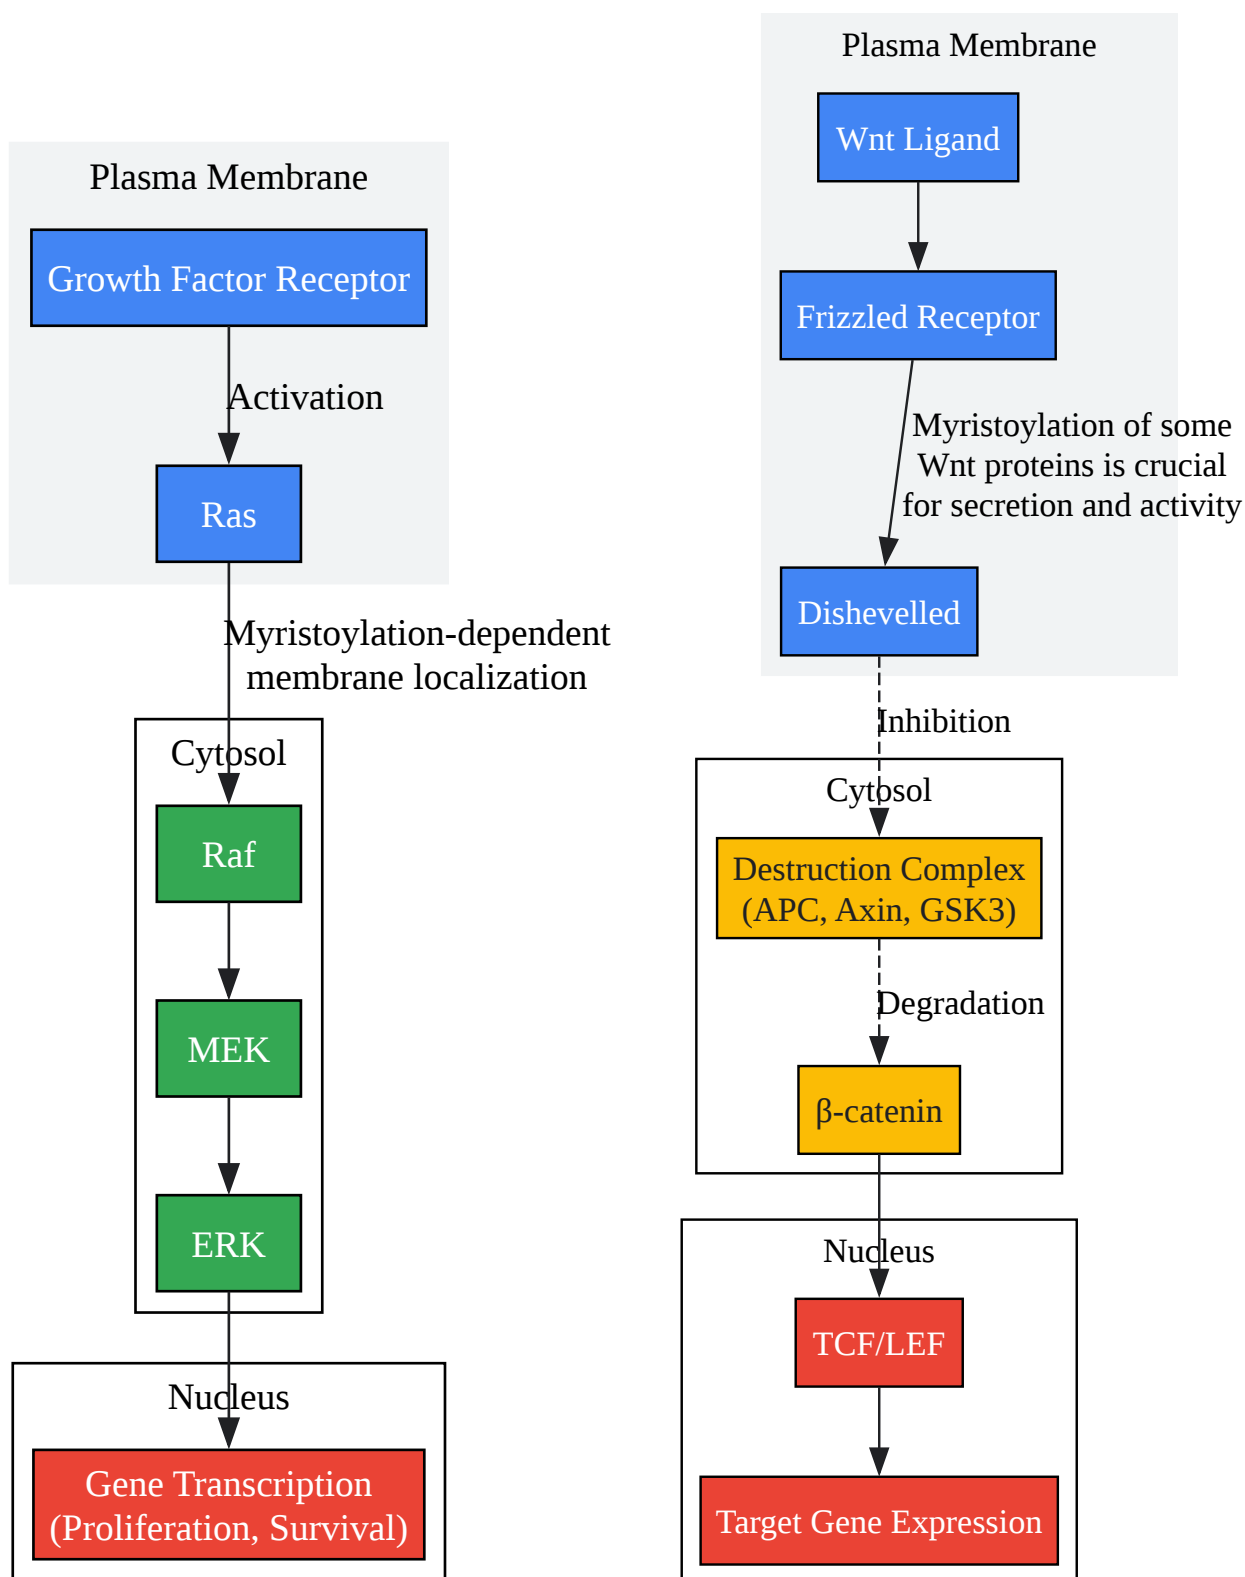 Plasma Membrane
Growth Factor Receptor
Activation
Ras
Myristoylation-dependent
membrane localization
Cytosol
Raf
MEK
ERK
Nucleus
Gene Transcription
(Proliferation, Survival)
Plasma Membrane
Wnt Ligand
Frizzled Receptor
Myristoylation of some
Wnt proteins is crucial
for secretion and activity
Dishevelled
Inhibition
Cytosol
Destruction Complex
(APC, Axin, GSK3)
Degradation
β-catenin
Nucleus
TCF/LEF
Target Gene Expression